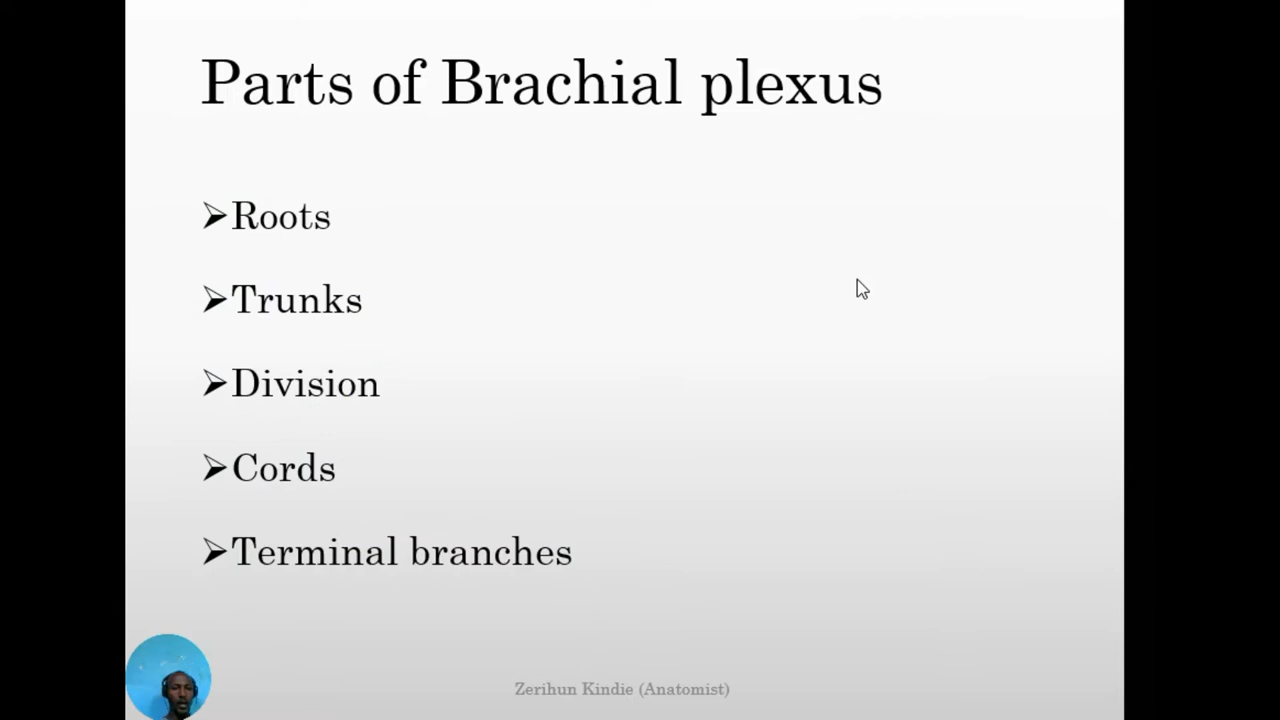 Parts of Brachial plexus
➢Roots
➢Trunks
➢Division
➢Cords
➢Terminal branches
Zerihun Kindie (Anatomist)